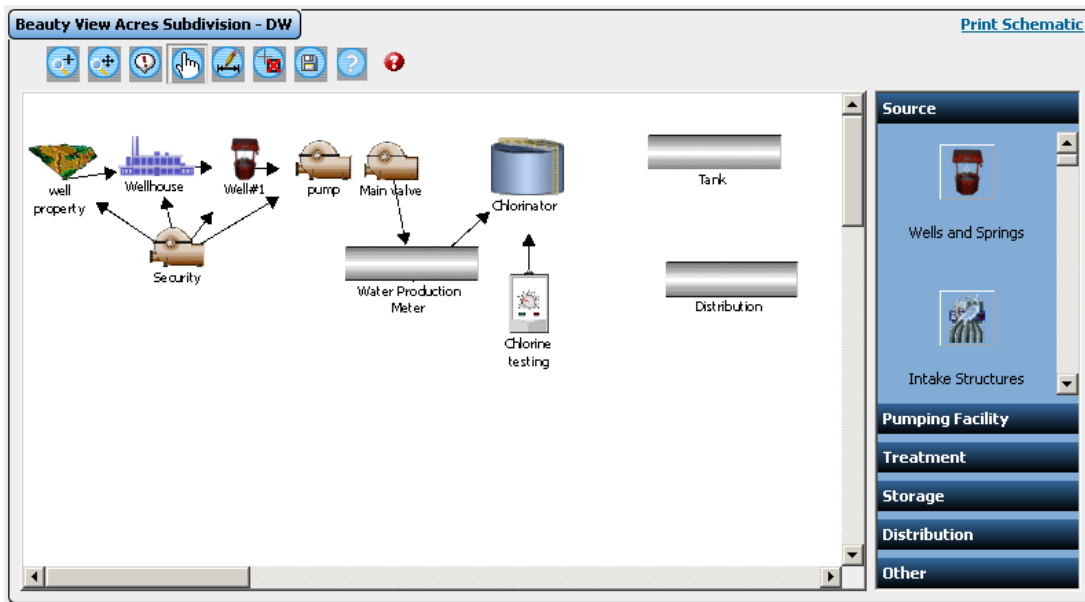 Beauty View Acres Subdivision - DW
Print Schematic
Source
well
property
Wellhouse
Well#1
pump
Main valve
Chlorinator
Tank
Security
Water Production
Meter
Distribution
Chlorine
testing
Wells and Springs
Intake Structures
Pumping Facility
Treatment
Storage
Distribution
Other